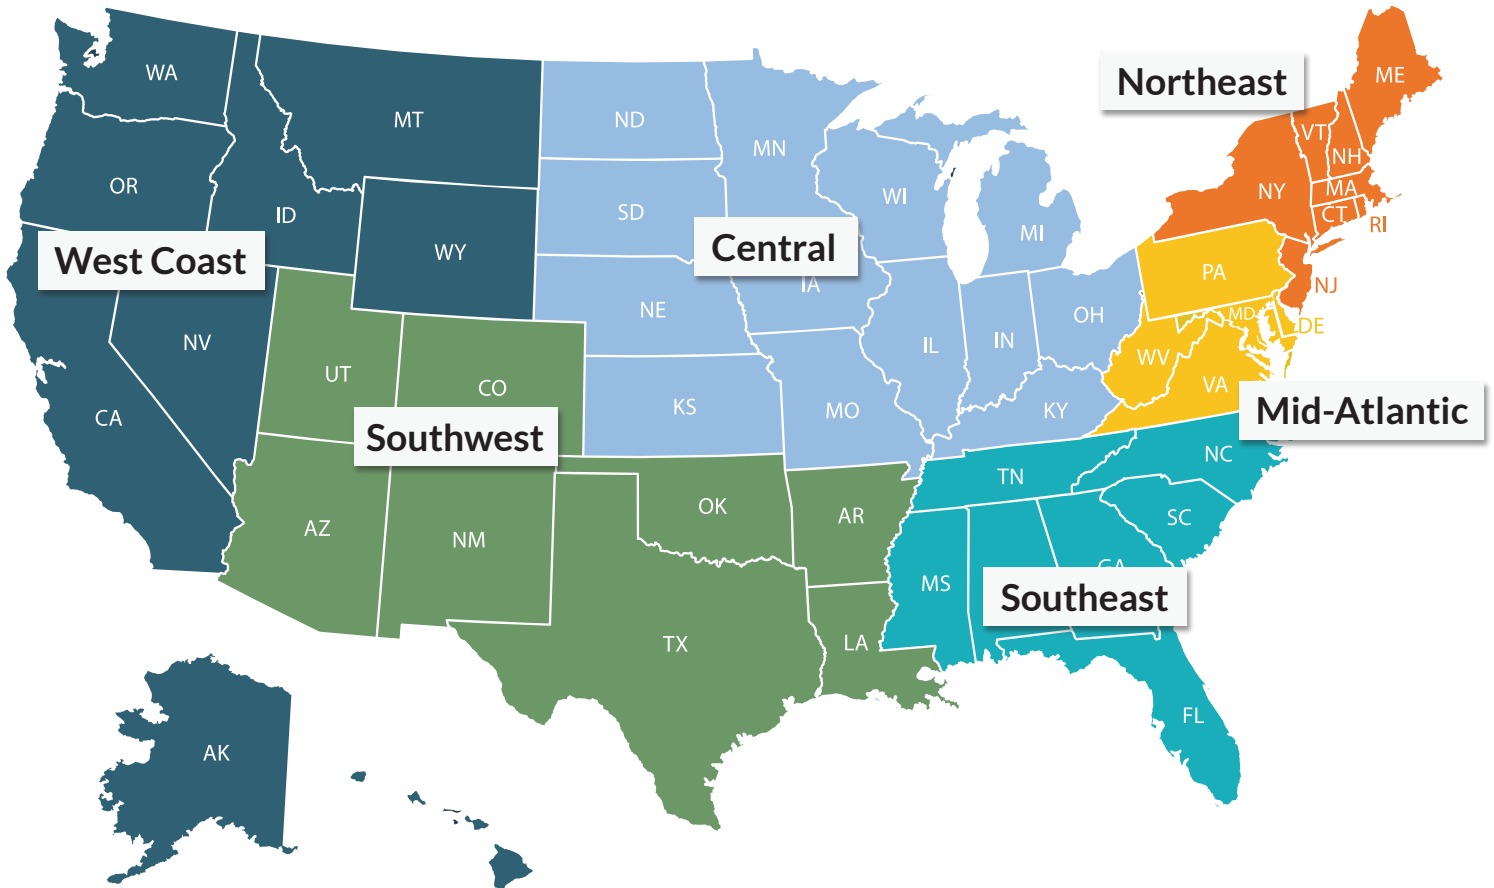 WA
MT
ND
MN
ME
Northeast
VT
NH
OR
ID
WY
SD
WI
MI
NY
MA
CT
RI
West Coast
Central
PA
NJ
NV
UT
CO
NE
IA
IL
IN
OH
MD
DE
WV
VA
CA
KS
MO
KY
Mid-Atlantic
Southwest
TN
NC
AZ
NM
OK
AR
SC
MS
GA
Southeast
TX
LA
FL
AK